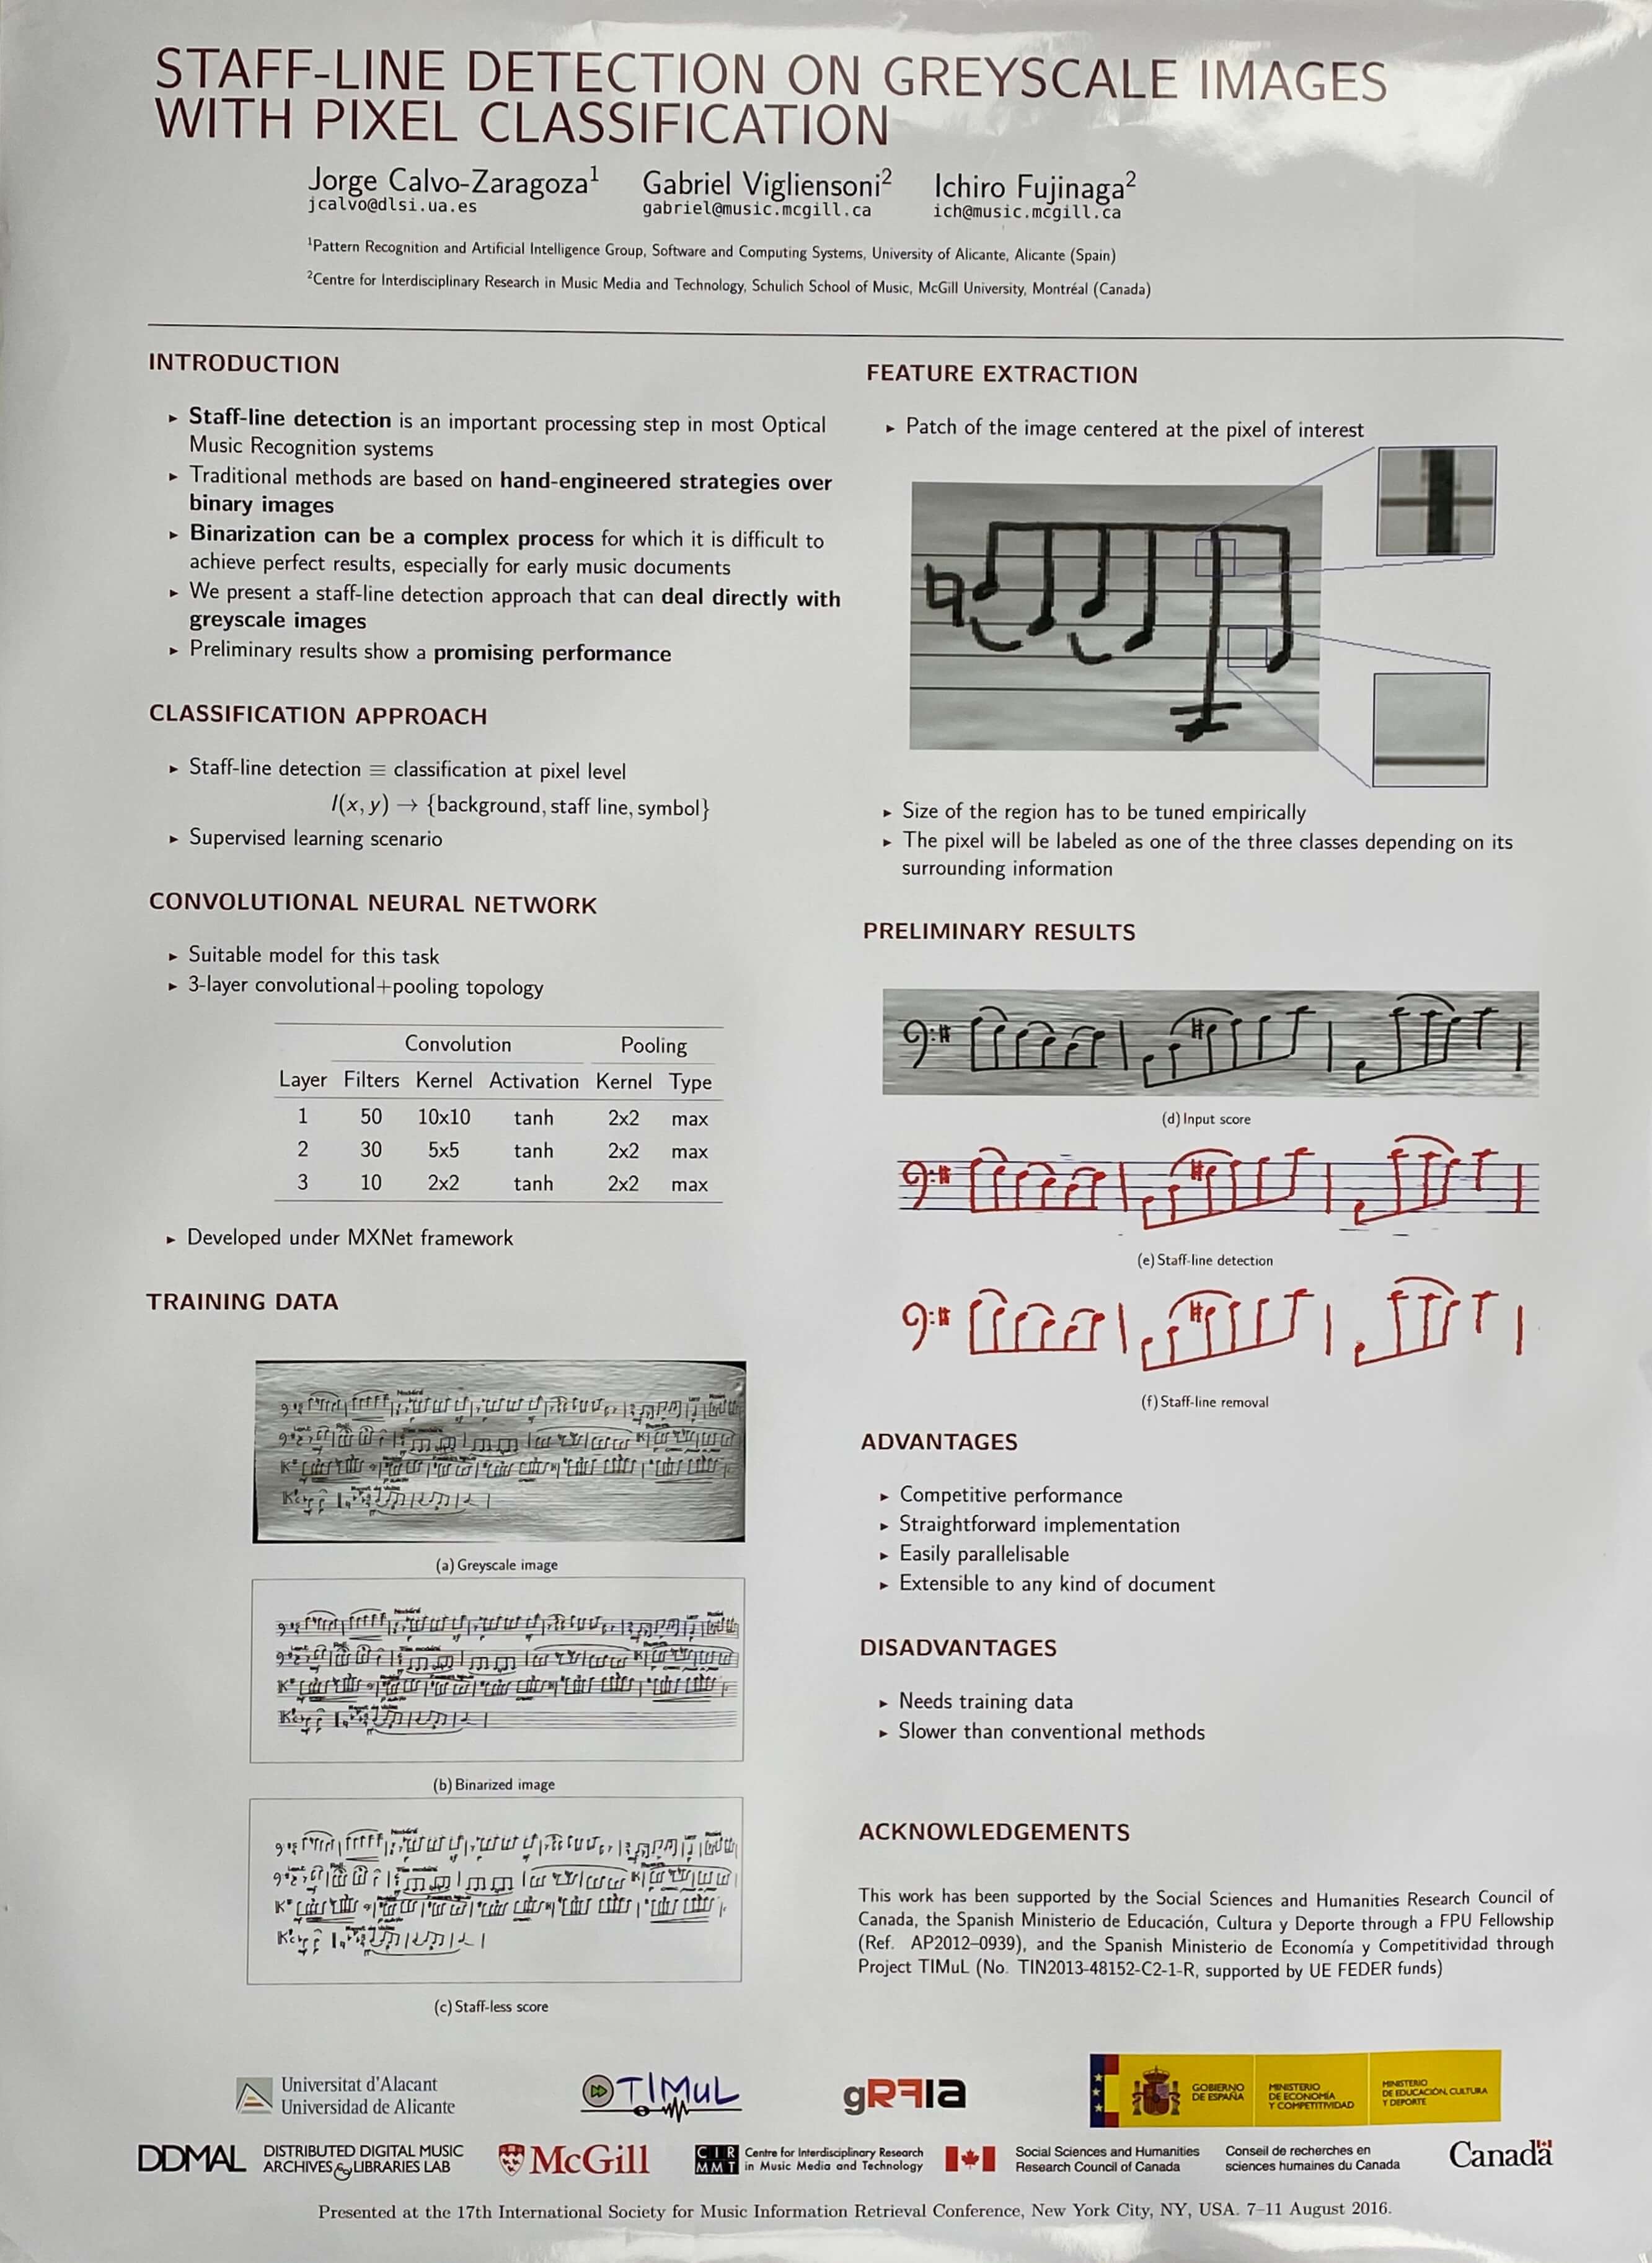 STAFF-LINE DETECTION ON GREYSCALE IMAGES
WITH PIXEL CLASSIFICATION
Jorge Calvo-Zaragoza¹ Gabriel Vigliensoni² Ichiro Fujinaga²
jcalvo@dlsi.ua.es gabriel@music.mcgill.ca ich@music.mcgill.ca
¹Pattern Recognition and Artificial Intelligence Group, Software and Computing Systems, University of Alicante, Alicante (Spain)
²Centre for Interdisciplinary Research in Music Media and Technology, Schulich School of Music, McGill University, Montréal (Canada)
INTRODUCTION
▸ Staff-line detection is an important processing step in most Optical
Music Recognition systems
▸ Traditional methods are based on hand-engineered strategies over
binary images
▸ Binarization can be a complex process for which it is difficult to
achieve perfect results, especially for early music documents
▸ We present a staff-line detection approach that can deal directly with
greyscale images
▸ Preliminary results show a promising performance
CLASSIFICATION APPROACH
▸ Staff-line detection ≡ classification at pixel level
I(x, y) → {background, staff line, symbol}
▸ Supervised learning scenario
CONVOLUTIONAL NEURAL NETWORK
▸ Suitable model for this task
▸ 3-layer convolutional+pooling topology
Convolution Pooling
Layer Filters Kernel Activation Kernel Type
1 50 10x10 tanh 2x2 max
2 30 5x5 tanh 2x2 max
3 10 2x2 tanh 2x2 max
▸ Developed under MXNet framework
TRAINING DATA
(a) Greyscale image
(b) Binarized image
(c) Staff-less score
FEATURE EXTRACTION
▸ Patch of the image centered at the pixel of interest
▸ Size of the region has to be tuned empirically
▸ The pixel will be labeled as one of the three classes depending on its
surrounding information
PRELIMINARY RESULTS
(d) Input score
(e) Staff-line detection
(f) Staff-line removal
ADVANTAGES
▸ Competitive performance
▸ Straightforward implementation
▸ Easily parallelisable
▸ Extensible to any kind of document
DISADVANTAGES
▸ Needs training data
▸ Slower than conventional methods
ACKNOWLEDGEMENTS
This work has been supported by the Social Sciences and Humanities Research Council of
Canada, the Spanish Ministerio de Educación, Cultura y Deporte through a FPU Fellowship
(Ref. AP2012–0939), and the Spanish Ministerio de Economía y Competitividad through
Project TIMuL (No. TIN2013-48152-C2-1-R, supported by UE FEDER funds)
Universitat d'Alacant
Universidad de Alicante
TIMuL
gRFIA
GOBIERNO
DE ESPAÑA
MINISTERIO
DE ECONOMÍA
Y COMPETITIVIDAD
MINISTERIO
DE EDUCACIÓN, CULTURA
Y DEPORTE
DDMAL
DISTRIBUTED DIGITAL MUSIC
ARCHIVES & LIBRARIES LAB
McGill
CIR
MMT
Centre for Interdisciplinary Research
in Music Media and Technology
Social Sciences and Humanities
Research Council of Canada
Conseil de recherches en
sciences humaines du Canada
Canada
Presented at the 17th International Society for Music Information Retrieval Conference, New York City, NY, USA. 7–11 August 2016.